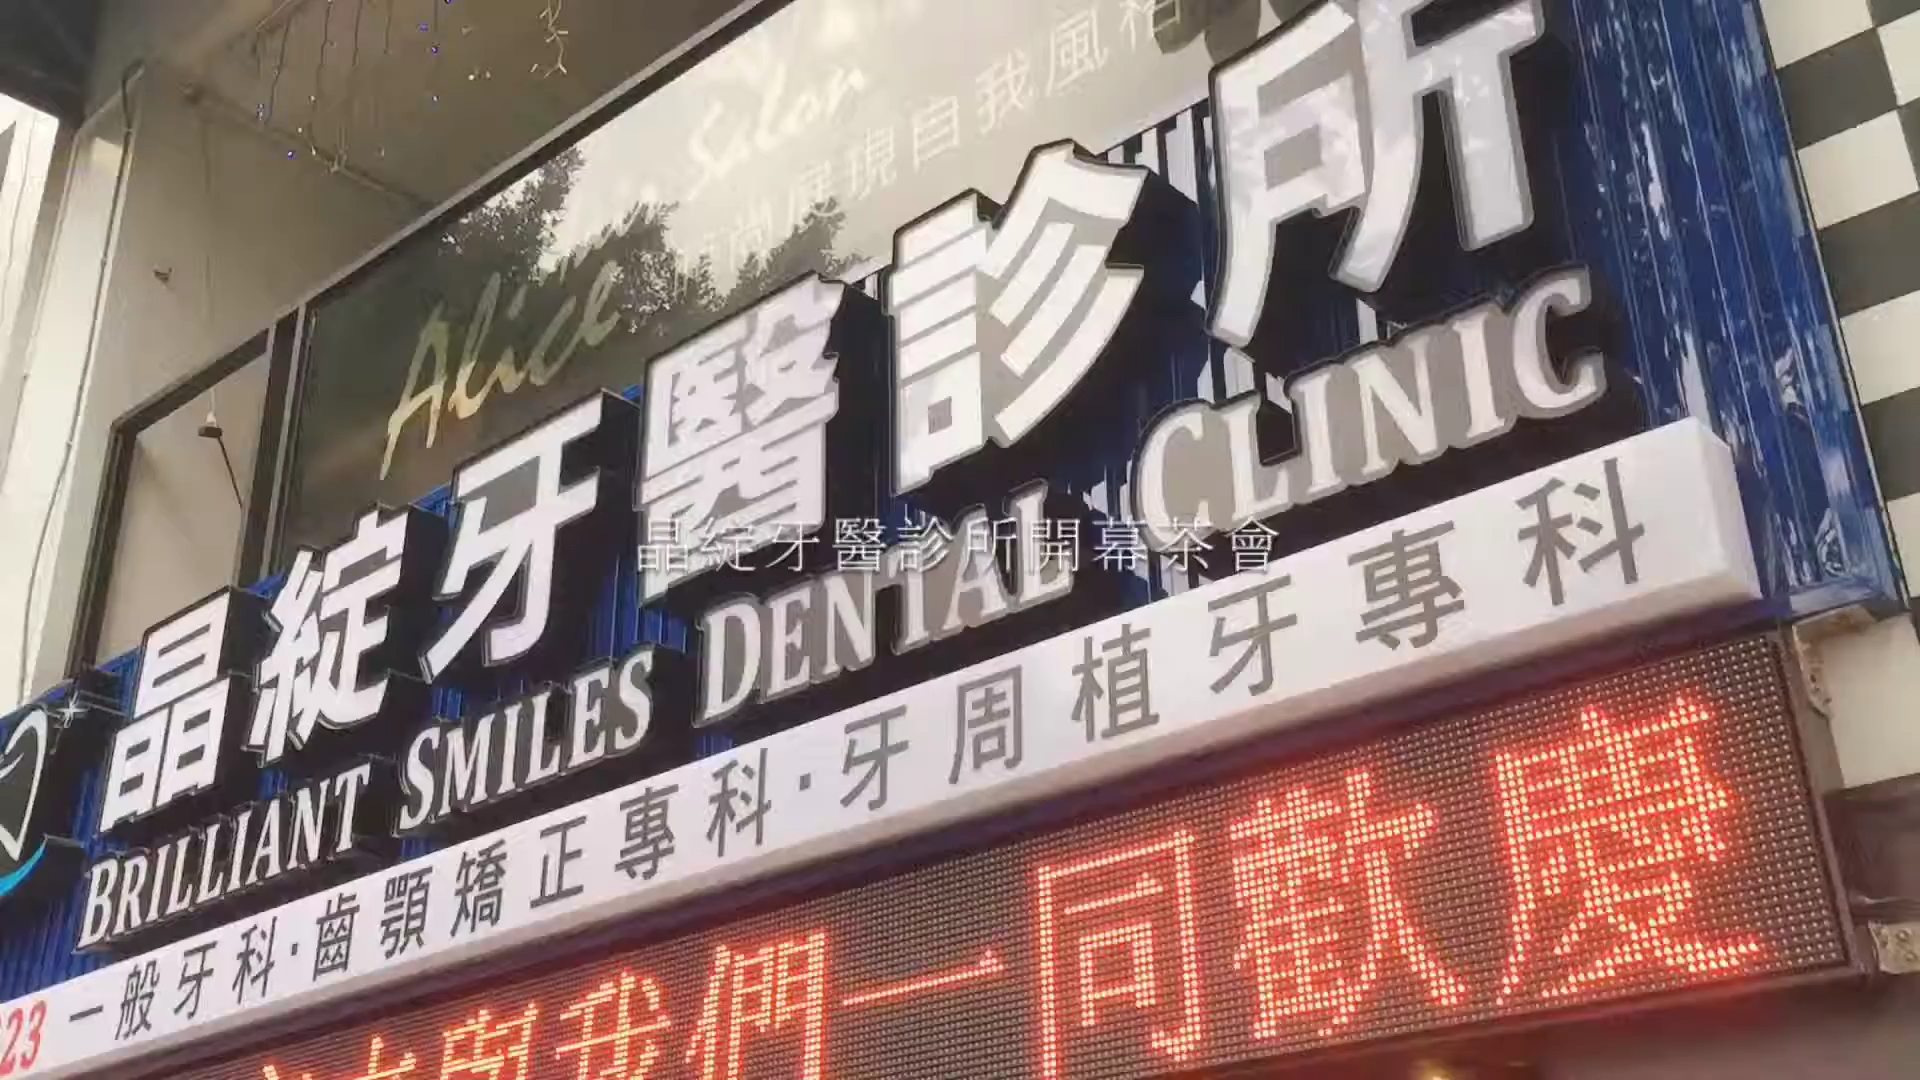 Salon
展現自我風格
Alice
晶綻牙醫診所
BRILLIANT SMILES DENTAL CLINIC
晶綻牙醫診所開幕茶會
23 一般牙科·齒顎矯正專科·牙周植牙專科
與我們一同歡慶